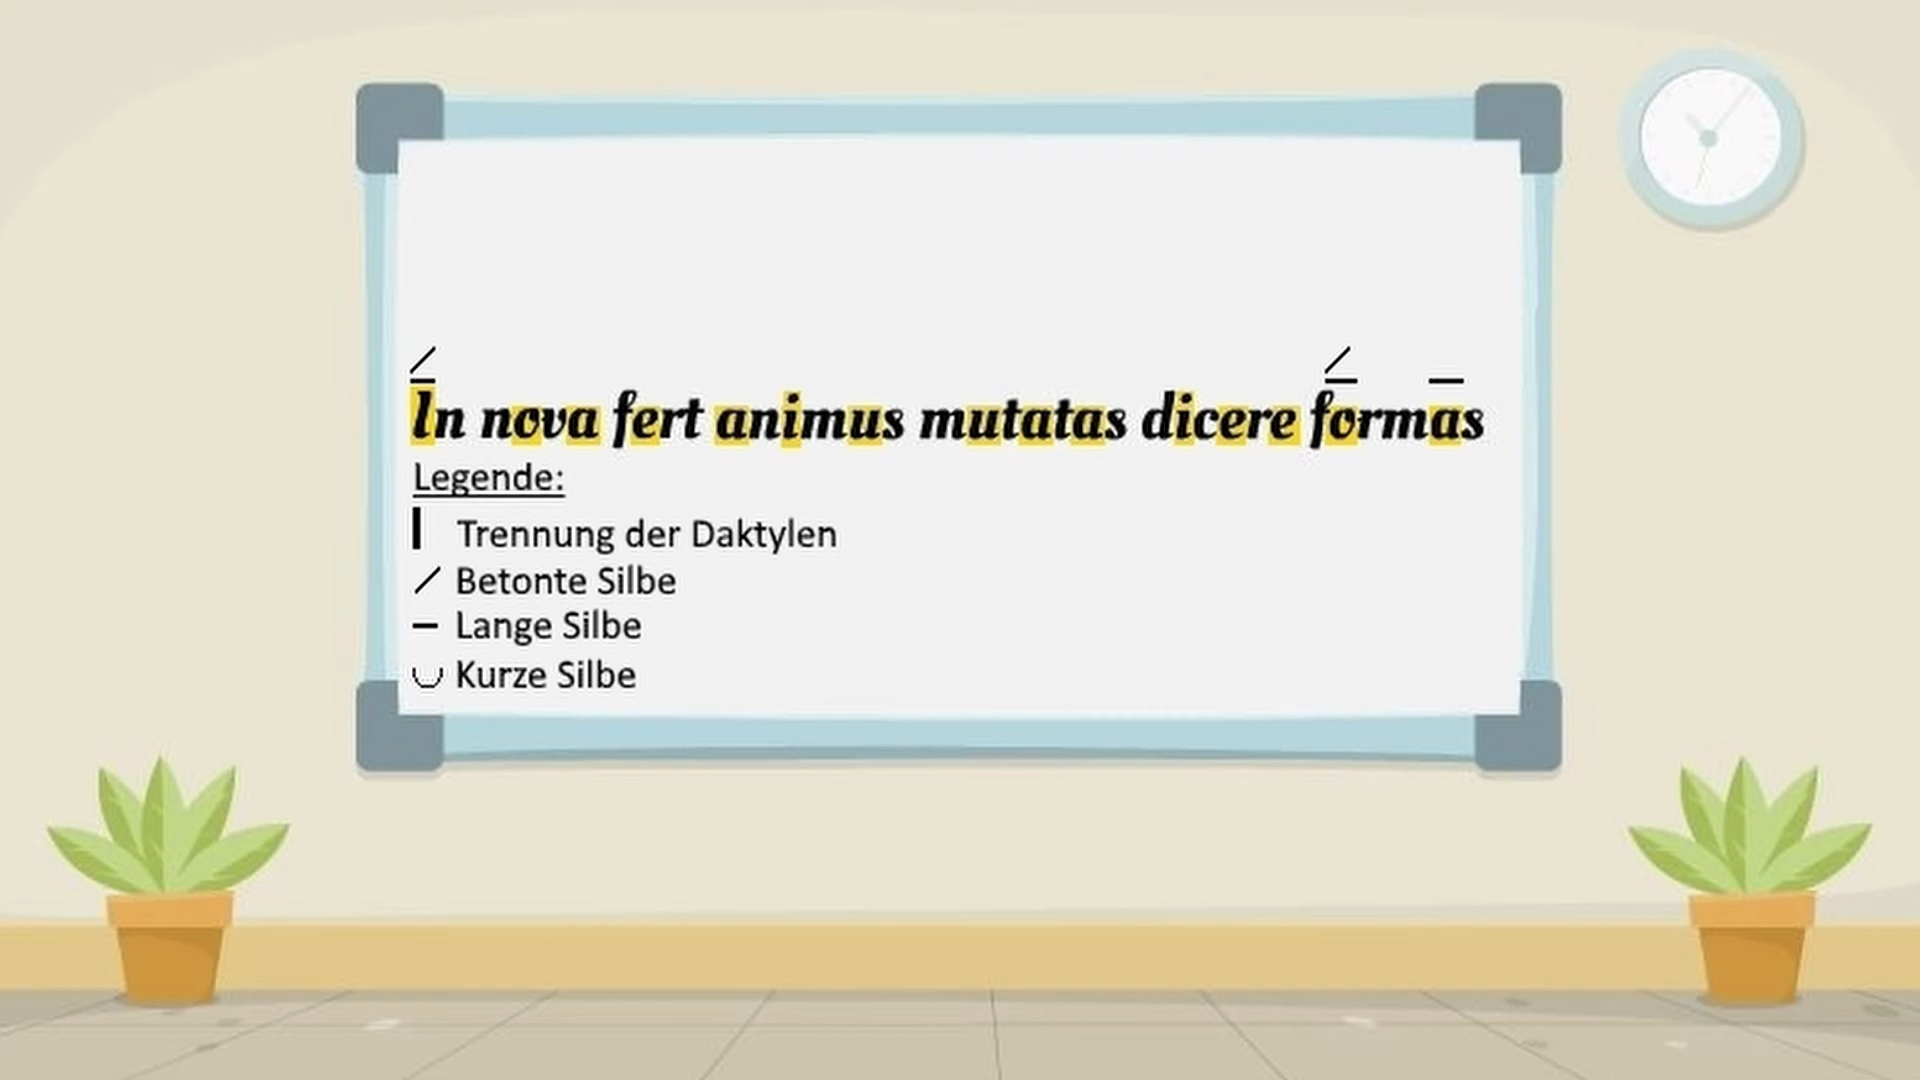 In nova fert animus mutatas dicere formas
Legende:
Trennung der Daktylen
Betonte Silbe
Lange Silbe
Kurze Silbe